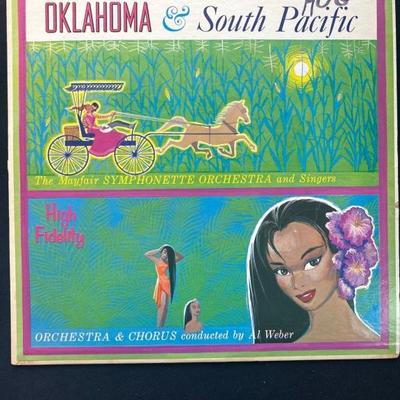 OKLAHOMA & South Pacific
The Mayfair SYMPHONETTE ORCHESTRA and Singers
High
Fidelity
ORCHESTRA & CHORUS conducted by Al Weber